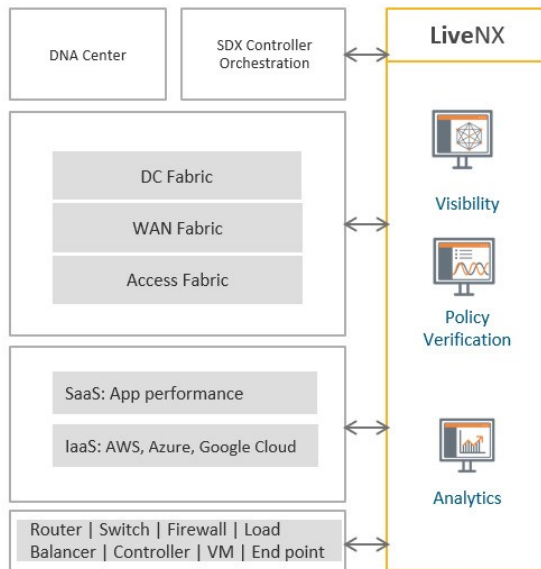 DNA Center
SDX Controller
Orchestration
LiveNX
DC Fabric
WAN Fabric
Access Fabric
Visibility
Policy
Verification
SaaS: App performance
IaaS: AWS, Azure, Google Cloud
Analytics
Router | Switch | Firewall | Load
Balancer | Controller | VM | End point